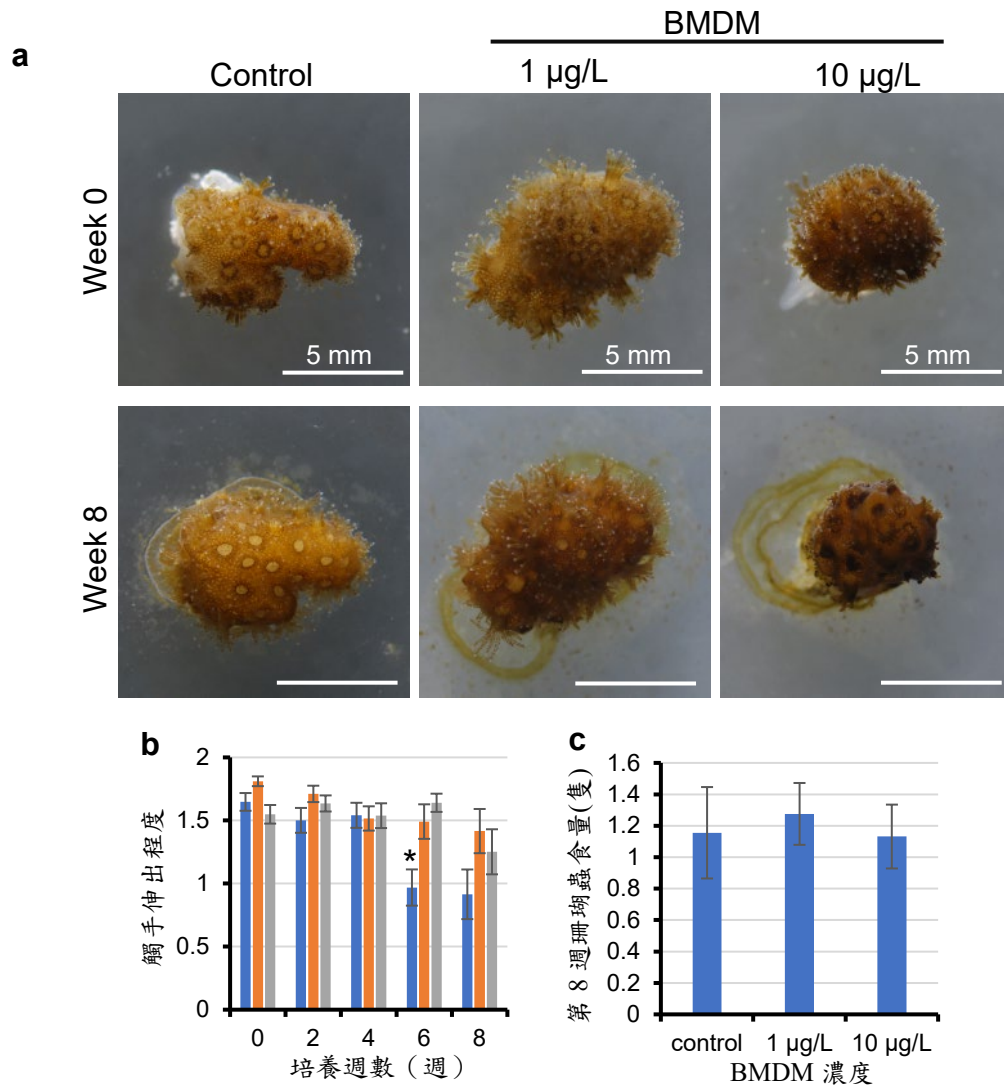 a
BMDM
Control
1 µg/L
10 µg/L
Week 0
5 mm
5 mm
5 mm
Week 8
b
觸手伸出程度
2
1.5
1
0.5
0
*
0 2 4 6 8
培養週數（週）
c
第 8 週珊瑚蟲食量(隻)
1.6
1.4
1.2
1
0.8
0.6
0.4
0.2
0
control 1 µg/L 10 µg/L
BMDM 濃度